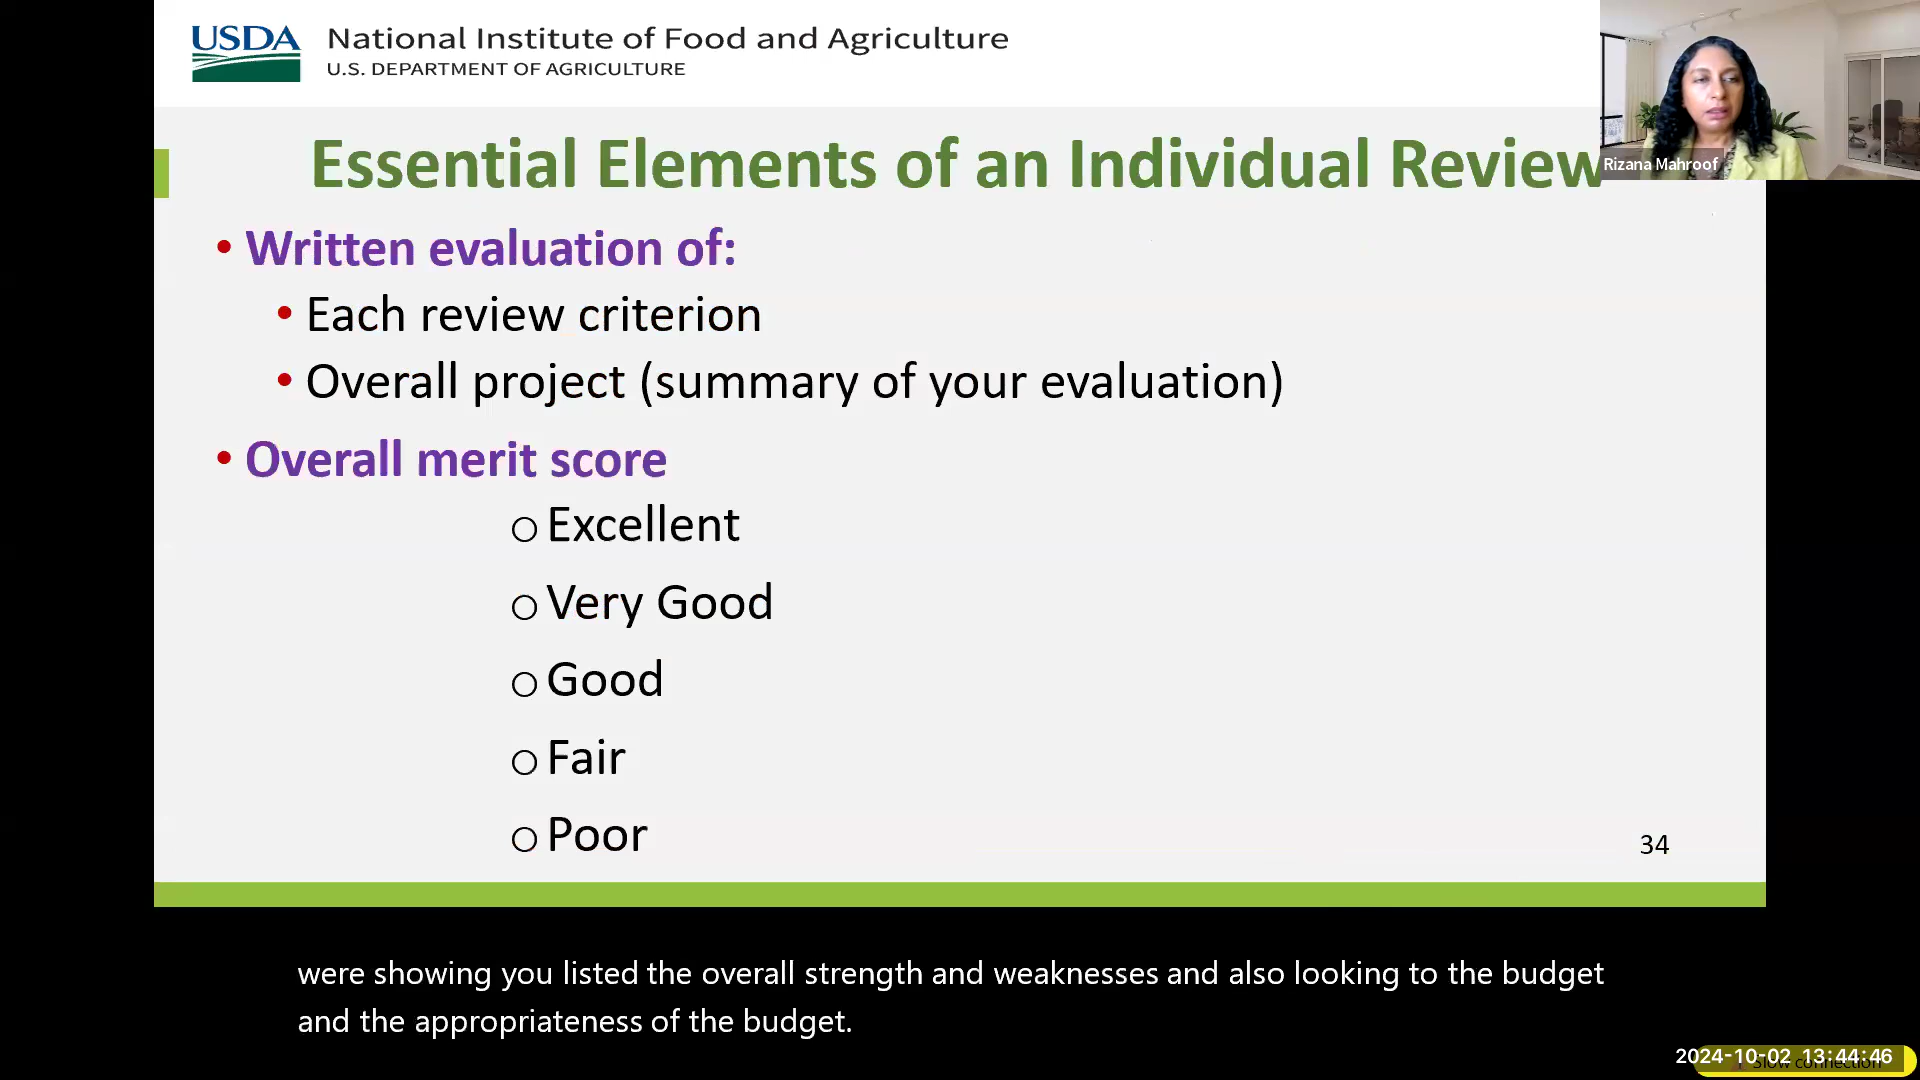 USDA
National Institute of Food and Agriculture
U.S. DEPARTMENT OF AGRICULTURE
Rizana Mahroof
Essential Elements of an Individual Review
• Written evaluation of:
• Each review criterion
• Overall project (summary of your evaluation)
• Overall merit score
○ Excellent
○ Very Good
○ Good
○ Fair
○ Poor
34
were showing you listed the overall strength and weaknesses and also looking to the budget
and the appropriateness of the budget.
2024-10-02 13:44:46
Slow connection